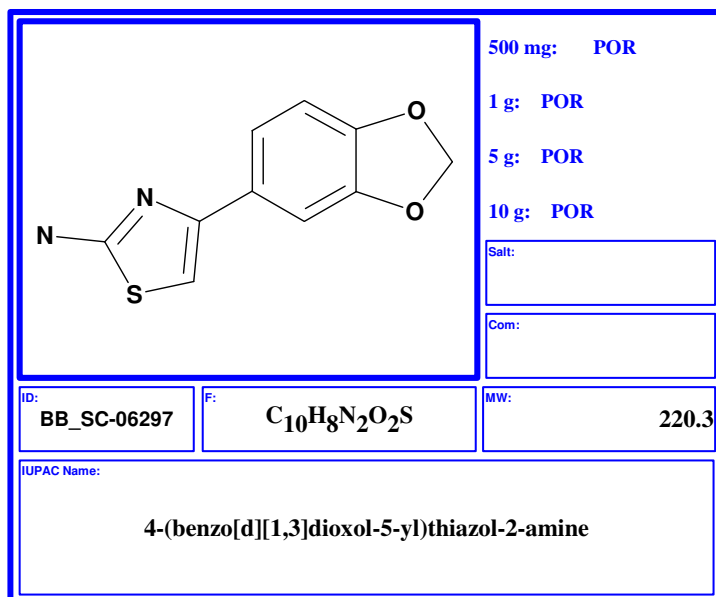 500 mg: POR
1 g: POR
5 g: POR
10 g: POR
O
N
N
O
S
Salt:
Com:
ID:
BB_SC-06297
F:
C10H8N2O2S
MW:
220.3
IUPAC Name:
4-(benzo[d][1,3]dioxol-5-yl)thiazol-2-amine